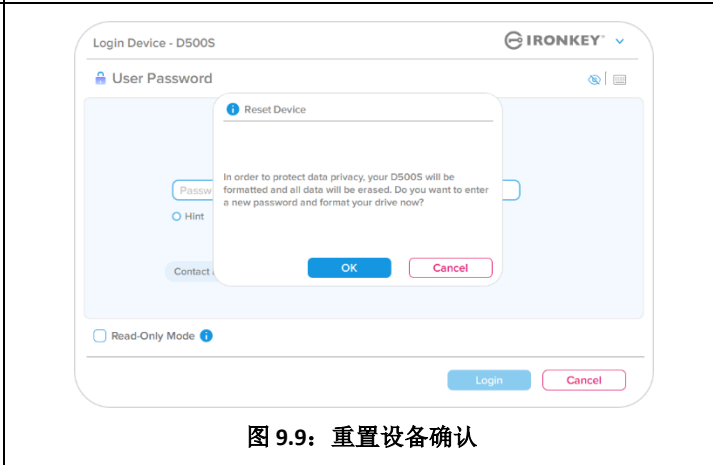 Login Device - D500S
IRONKEY
User Password
Reset Device
In order to protect data privacy, your D500S will be
formatted and all data will be erased. Do you want to enter
a new password and format your drive now?
Hint
OK
Cancel
Contact
Read-Only Mode
Login
Cancel
图 9.9：重置设备确认